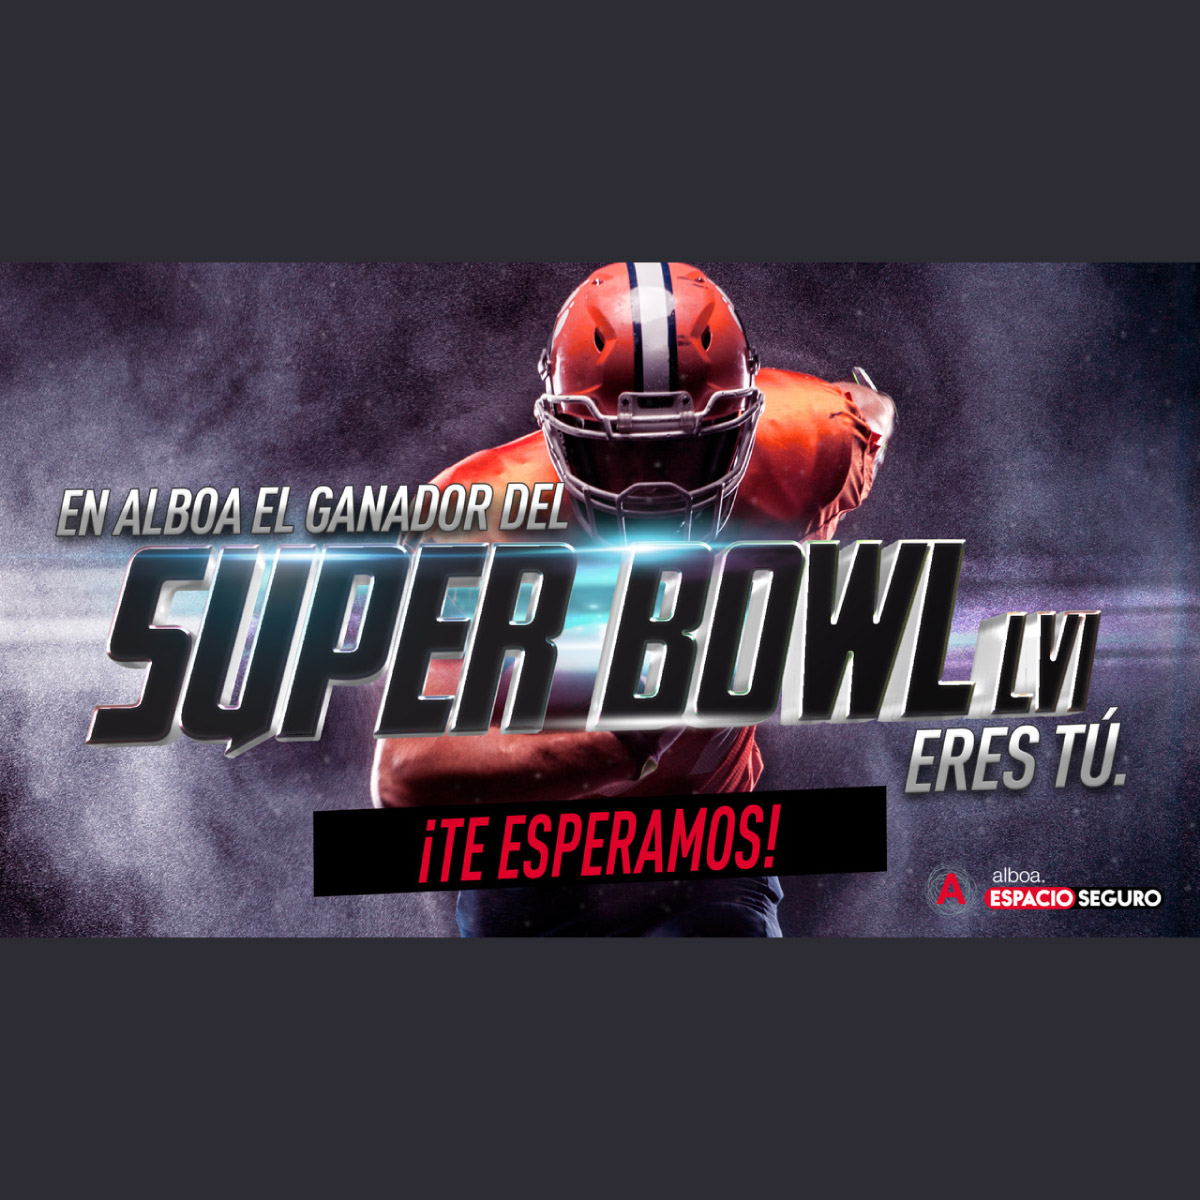 EN ALBOA EL GANADOR DEL
SUPER BOWL LVI
ERES TÚ.
¡TE ESPERAMOS!
A
alboa.
ESPACIO SEGURO